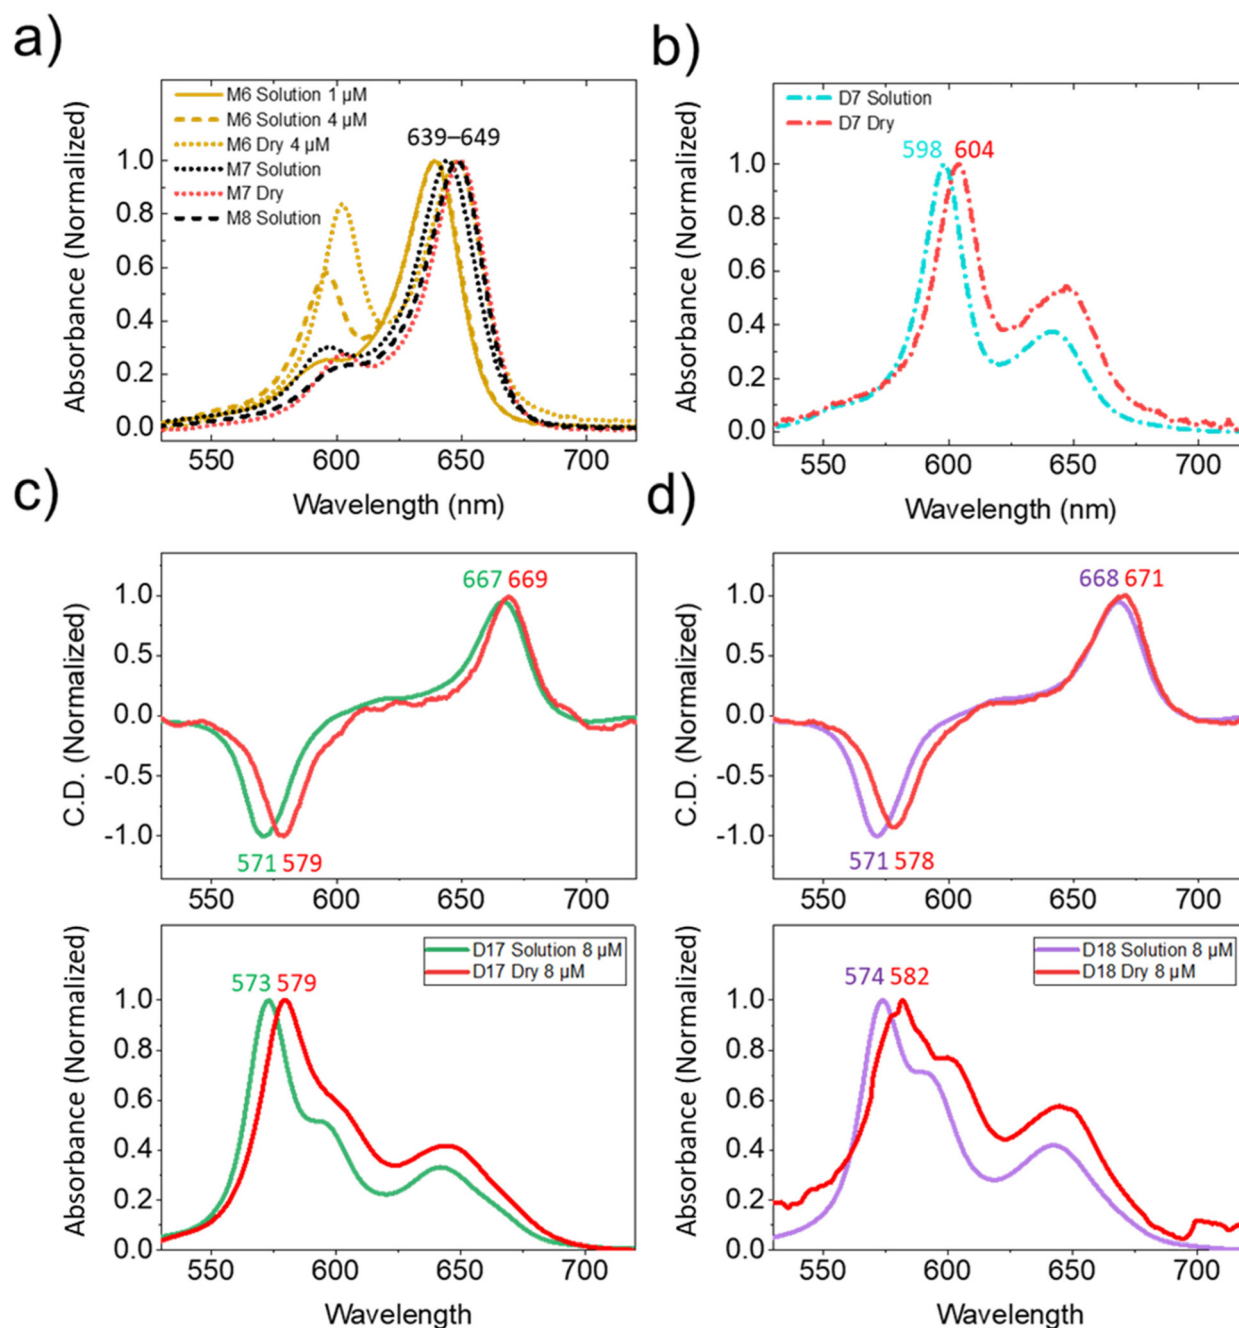 a)
M6 Solution 1 µM
M6 Solution 4 µM
M6 Dry 4 µM
M7 Solution
M7 Dry
M8 Solution
639–649
1.0
0.8
0.6
0.4
0.2
0.0
Absorbance (Normalized)
550 600 650 700
Wavelength (nm)
b)
D7 Solution
D7 Dry
598 604
1.0
0.8
0.6
0.4
0.2
0.0
Absorbance (Normalized)
550 600 650 700
Wavelength (nm)
c)
667 669
1.0
0.5
0.0
-0.5
-1.0
C.D. (Normalized)
571 579
550 600 650 700
D17 Solution 8 µM
D17 Dry 8 µM
573 579
1.0
0.8
0.6
0.4
0.2
0.0
Absorbance (Normalized)
550 600 650 700
Wavelength
d)
668 671
1.0
0.5
0.0
-0.5
-1.0
C.D. (Normalized)
571 578
550 600 650 700
D18 Solution 8 µM
D18 Dry 8 µM
574 582
1.0
0.8
0.6
0.4
0.2
0.0
Absorbance (Normalized)
550 600 650 700
Wavelength